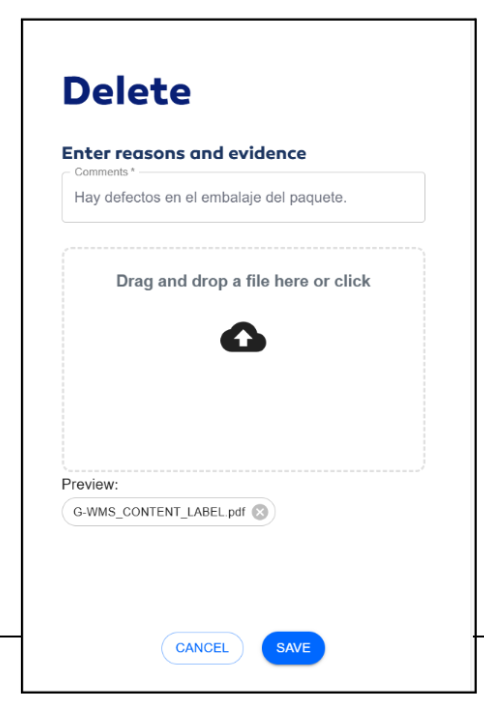 Delete
Enter reasons and evidence
Comments *
Hay defectos en el embalaje del paquete.
Drag and drop a file here or click
Preview:
G-WMS_CONTENT_LABEL.pdf
CANCEL SAVE